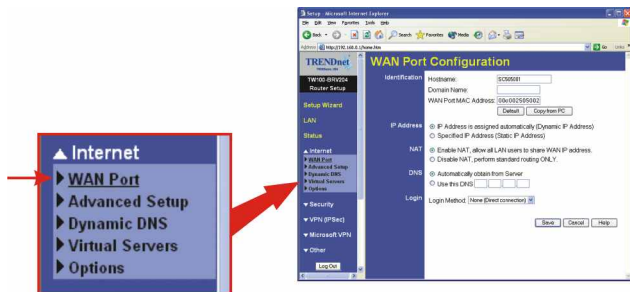 Internet
WAN Port
Advanced Setup
Dynamic DNS
Virtual Servers
Options
Setup - Microsoft Internet Explorer
File Edit View Favorites Tools Help
Back Search Favorites Media
Address http://192.168.0.1/home.htm Go Links
TRENDnet
TW100-BRV204
Router Setup
Setup Wizard
LAN
Status
Internet
WAN Port
Advanced Setup
Dynamic DNS
Virtual Servers
Options
Security
VPN (IPSec)
Microsoft VPN
Other
Log Out
WAN Port Configuration
Identification
Hostname: SC505001
Domain Name:
WAN Port MAC Address: 00c002505002
Default Copy from PC
IP Address
IP Address is assigned automatically (Dynamic IP Address)
Specified IP Address (Static IP Address)
NAT
Enable NAT, allow all LAN users to share WAN IP address.
Disable NAT, perform standard routing ONLY.
DNS
Automatically obtain from Server
Use this DNS
Login
Login Method: None (Direct connection)
Save Cancel Help